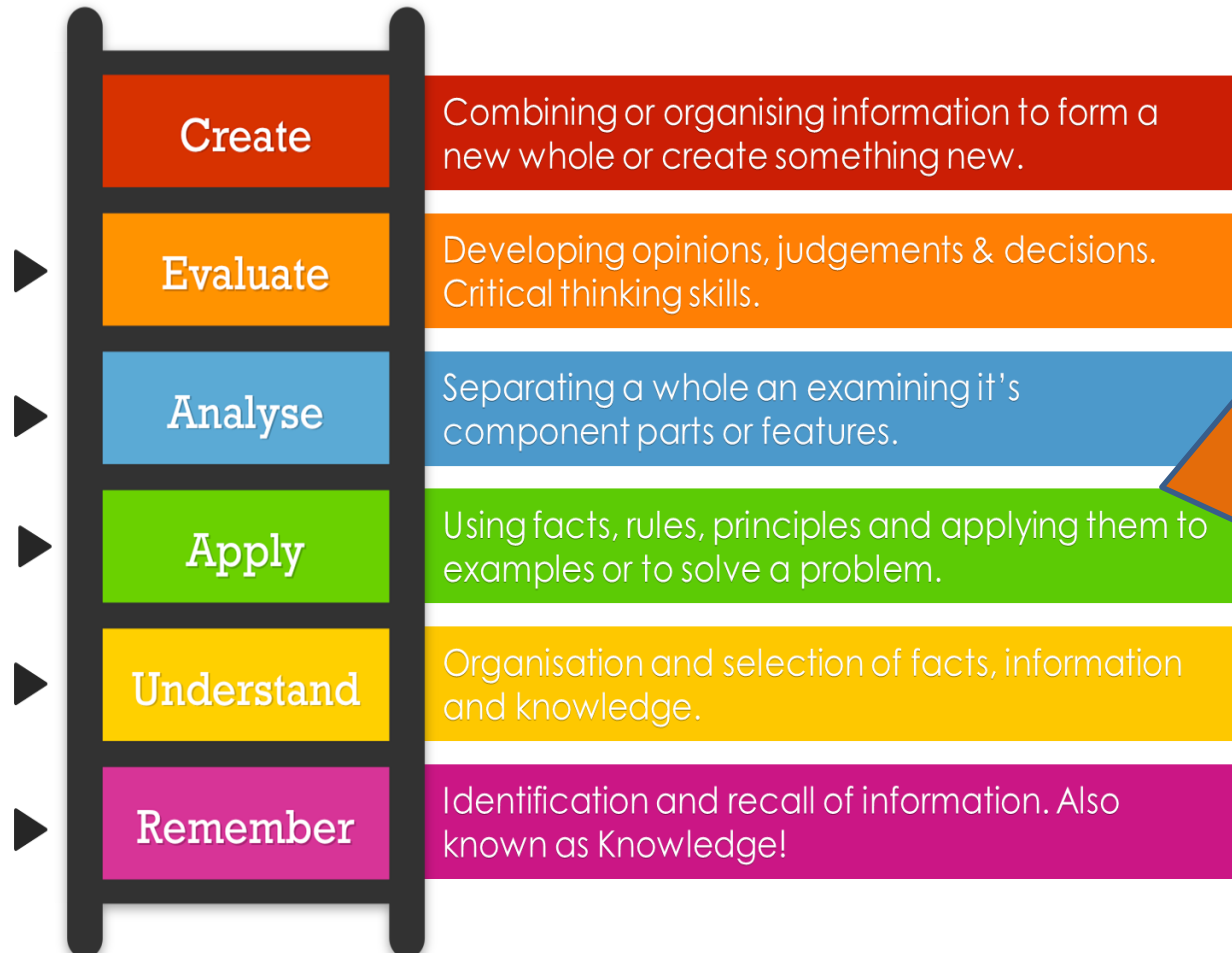 Create
Combining or organising information to form a
new whole or create something new.
Evaluate
Developing opinions, judgements & decisions.
Critical thinking skills.
Analyse
Separating a whole an examining it’s
component parts or features.
Apply
Using facts, rules, principles and applying them to
examples or to solve a problem.
Understand
Organisation and selection of facts, information
and knowledge.
Remember
Identification and recall of information. Also
known as Knowledge!